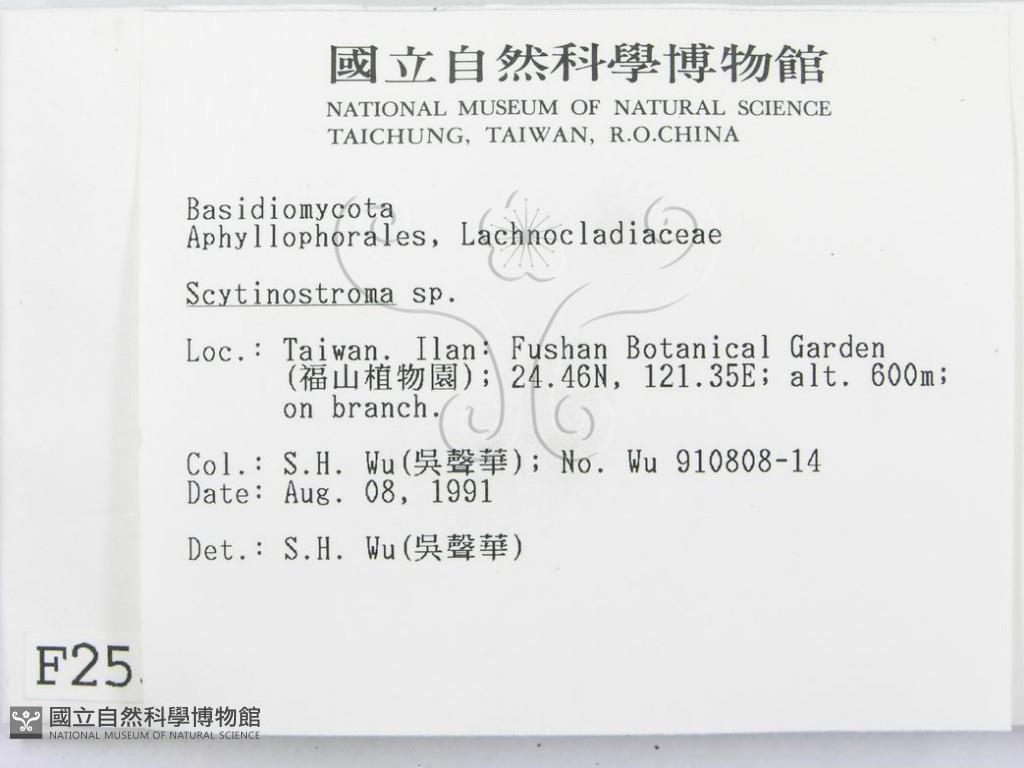 國立自然科學博物館
NATIONAL MUSEUM OF NATURAL SCIENCE
TAICHUNG, TAIWAN, R.O.CHINA
Basidiomycota
Aphyllophorales, Lachnocladiaceae
Scytinostroma sp.
Loc.: Taiwan. Ilan: Fushan Botanical Garden
(福山植物園); 24.46N, 121.35E; alt. 600m;
on branch.
Col.: S.H. Wu(吳聲華); No. Wu 910808-14
Date: Aug. 08, 1991
Det.: S.H. Wu(吳聲華)
F25
國立自然科學博物館
NATIONAL MUSEUM OF NATURAL SCIENCE